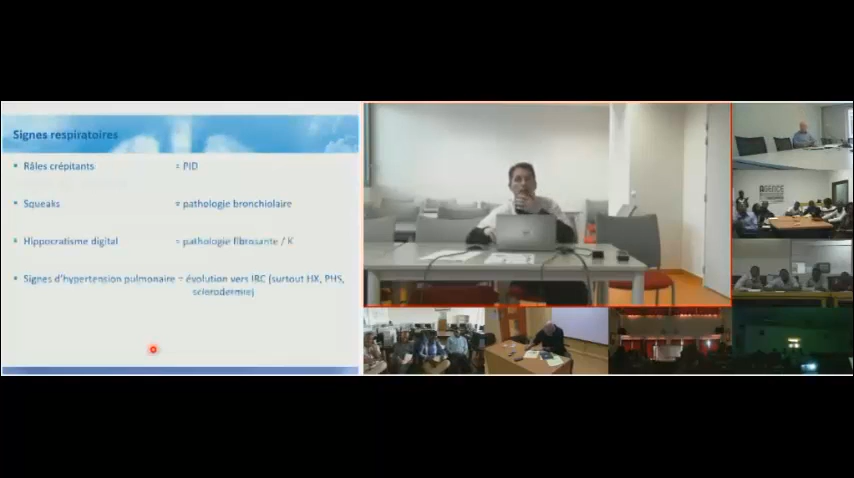 Signes respiratoires
Râles crépitants = PID
Squeaks = pathologie bronchiolaire
Hippocratisme digital = pathologie fibrosante / K
Signes d'hypertension pulmonaire = évolution vers IRC (surtout HX, PHS,
sclerodermie)